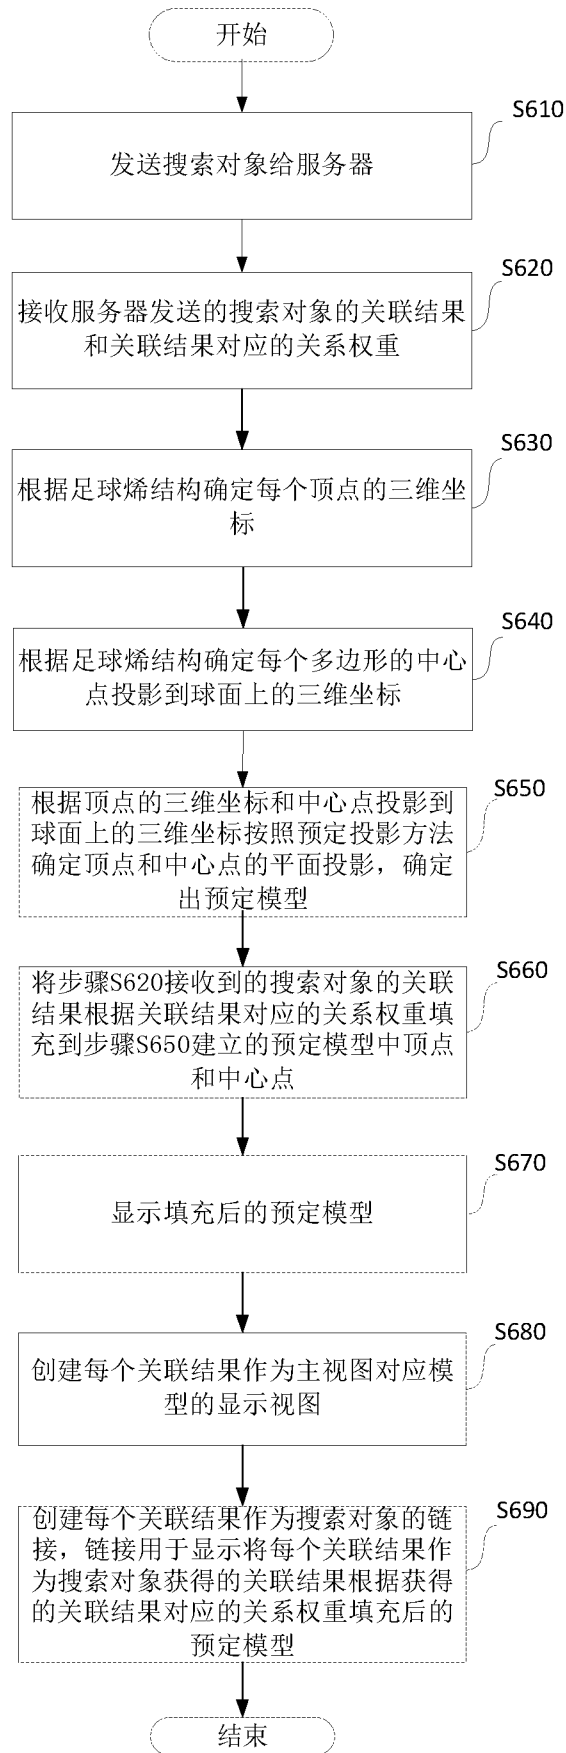 开始
S610
发送搜索对象给服务器
S620
接收服务器发送的搜索对象的关联结果
和关联结果对应的关系权重
S630
根据足球烯结构确定每个顶点的三维坐
标
S640
根据足球烯结构确定每个多边形的中心
点投影到球面上的三维坐标
S650
根据顶点的三维坐标和中心点投影到
球面上的三维坐标按照预定投影方法
确定顶点和中心点的平面投影，确定
出预定模型
S660
将步骤S620接收到的搜索对象的关联
结果根据关联结果对应的关系权重填
充到步骤S650建立的预定模型中顶点
和中心点
S670
显示填充后的预定模型
S680
创建每个关联结果作为主视图对应模
型的显示视图
S690
创建每个关联结果作为搜索对象的链
接，链接用于显示将每个关联结果作
为搜索对象获得的关联结果根据获得
的关联结果对应的关系权重填充后的
预定模型
结束